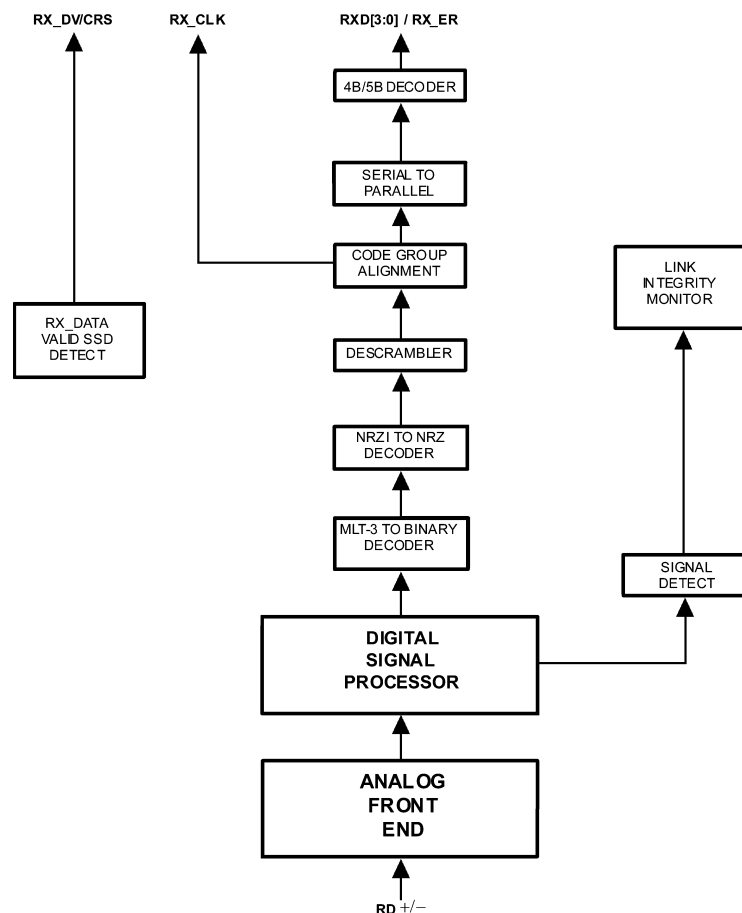 RX_DV/CRS
RX_CLK
RXD[3:0] / RX_ER
4B/5B DECODER
SERIAL TO
PARALLEL
CODE GROUP
ALIGNMENT
LINK
INTEGRITY
MONITOR
RX_DATA
VALID SSD
DETECT
DESCRAMBLER
NRZI TO NRZ
DECODER
MLT-3 TO BINARY
DECODER
SIGNAL
DETECT
DIGITAL
SIGNAL
PROCESSOR
ANALOG
FRONT
END
RD +/−